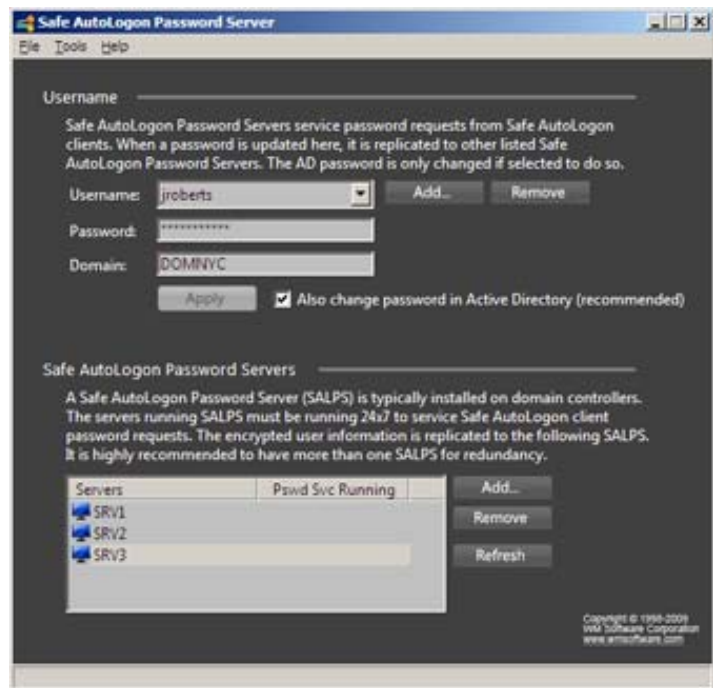 Safe AutoLogon Password Server
File Tools Help
Username
Safe AutoLogon Password Servers service password requests from Safe AutoLogon
clients. When a password is updated here, it is replicated to other listed Safe
AutoLogon Password Servers. The AD password is only changed if selected to do so.
Username: jroberts Add... Remove
Password: ***********
Domain: DOMNYC
Apply Also change password in Active Directory (recommended)
Safe AutoLogon Password Servers
A Safe AutoLogon Password Server (SALPS) is typically installed on domain controllers.
The servers running SALPS must be running 24x7 to service Safe AutoLogon client
password requests. The encrypted user information is replicated to the following SALPS.
It is highly recommended to have more than one SALPS for redundancy.
Servers Pswd Svc Running Add...
SRV1
SRV2 Remove
SRV3 Refresh
Copyright © 1998-2009
WM Software Corporation
www.wmsoftware.com